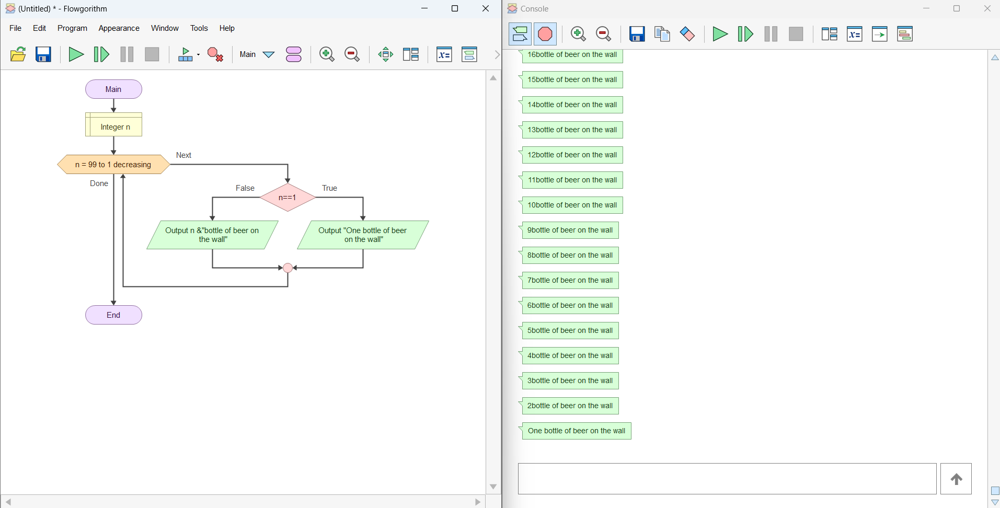 (Untitled) * - Flowgorithm
File Edit Program Appearance Window Tools Help
Main
Main
Integer n
n = 99 to 1 decreasing
Next
Done
False
True
n==1
Output n &"bottle of beer on
the wall"
Output "One bottle of beer
on the wall"
End
Console
x=
x=
16bottle of beer on the wall
15bottle of beer on the wall
14bottle of beer on the wall
13bottle of beer on the wall
12bottle of beer on the wall
11bottle of beer on the wall
10bottle of beer on the wall
9bottle of beer on the wall
8bottle of beer on the wall
7bottle of beer on the wall
6bottle of beer on the wall
5bottle of beer on the wall
4bottle of beer on the wall
3bottle of beer on the wall
2bottle of beer on the wall
One bottle of beer on the wall